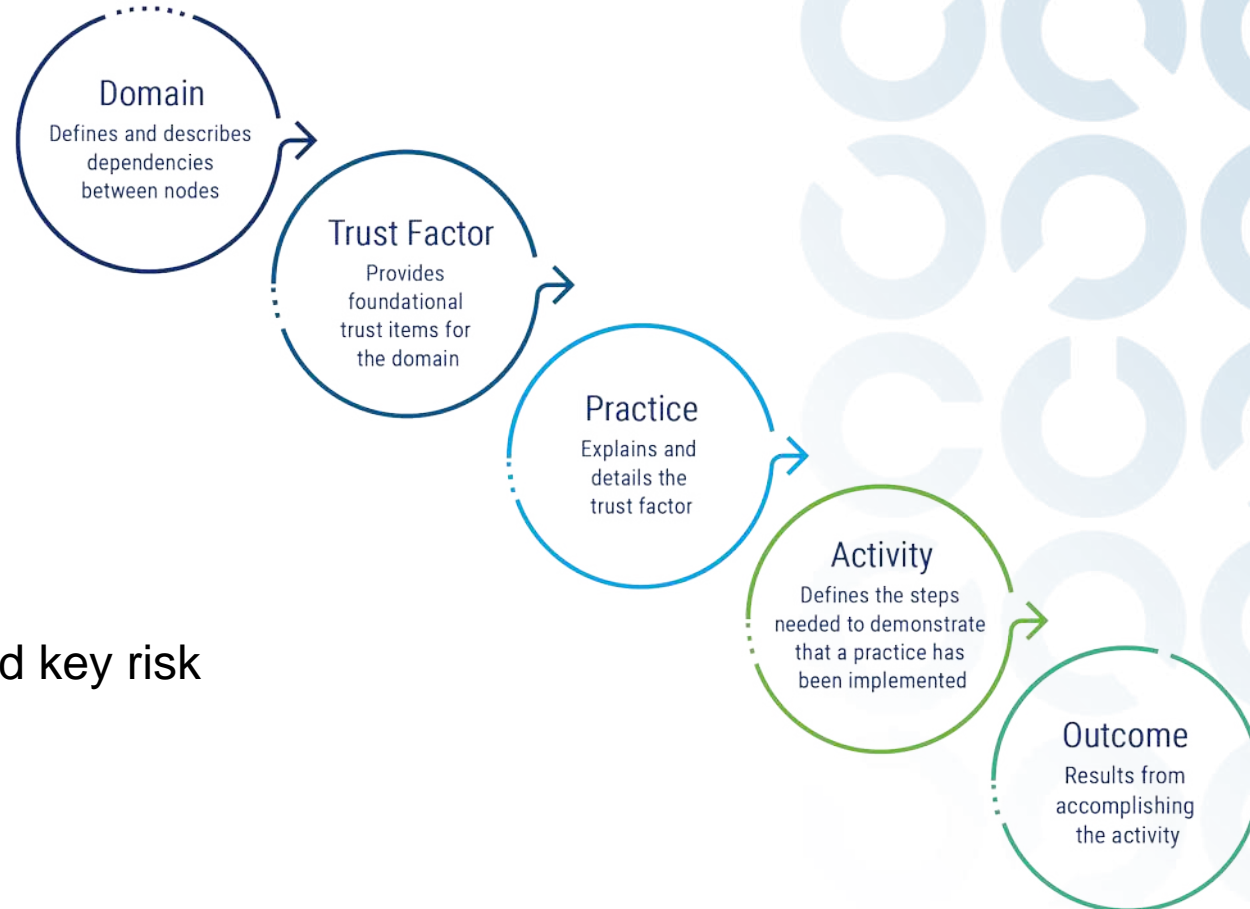 Domain
Defines and describes
dependencies
between nodes
Trust Factor
Provides
foundational
trust items for
the domain
Practice
Explains and
details the
trust factor
Activity
Defines the steps
needed to demonstrate
that a practice has
been implemented
d key risk
Outcome
Results from
accomplishing
the activity